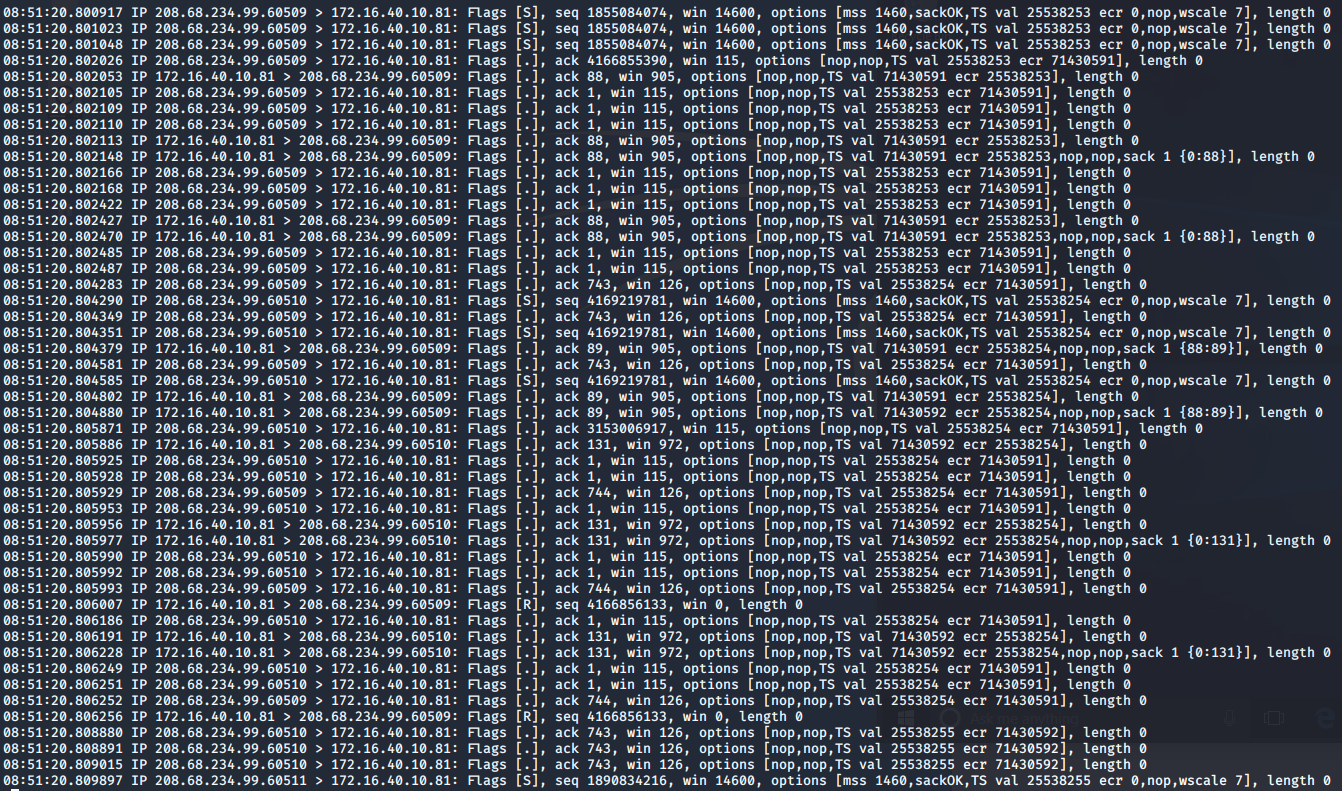 08:51:20.800917 IP 208.68.234.99.60509 > 172.16.40.10.81: Flags [S], seq 1855084074, win 14600, options [mss 1460,sackOK,TS val 25538253 ecr 0,nop,wscale 7], length 0
08:51:20.801023 IP 208.68.234.99.60509 > 172.16.40.10.81: Flags [S], seq 1855084074, win 14600, options [mss 1460,sackOK,TS val 25538253 ecr 0,nop,wscale 7], length 0
08:51:20.801048 IP 208.68.234.99.60509 > 172.16.40.10.81: Flags [S], seq 1855084074, win 14600, options [mss 1460,sackOK,TS val 25538253 ecr 0,nop,wscale 7], length 0
08:51:20.802026 IP 208.68.234.99.60509 > 172.16.40.10.81: Flags [.], ack 4166855390, win 115, options [nop,nop,TS val 25538253 ecr 71430591], length 0
08:51:20.802053 IP 172.16.40.10.81 > 208.68.234.99.60509: Flags [.], ack 88, win 905, options [nop,nop,TS val 71430591 ecr 25538253], length 0
08:51:20.802105 IP 208.68.234.99.60509 > 172.16.40.10.81: Flags [.], ack 1, win 115, options [nop,nop,TS val 25538253 ecr 71430591], length 0
08:51:20.802109 IP 208.68.234.99.60509 > 172.16.40.10.81: Flags [.], ack 1, win 115, options [nop,nop,TS val 25538253 ecr 71430591], length 0
08:51:20.802110 IP 208.68.234.99.60509 > 172.16.40.10.81: Flags [.], ack 1, win 115, options [nop,nop,TS val 25538253 ecr 71430591], length 0
08:51:20.802113 IP 172.16.40.10.81 > 208.68.234.99.60509: Flags [.], ack 88, win 905, options [nop,nop,TS val 71430591 ecr 25538253], length 0
08:51:20.802148 IP 172.16.40.10.81 > 208.68.234.99.60509: Flags [.], ack 88, win 905, options [nop,nop,TS val 71430591 ecr 25538253,nop,nop,sack 1 {0:88}], length 0
08:51:20.802166 IP 208.68.234.99.60509 > 172.16.40.10.81: Flags [.], ack 1, win 115, options [nop,nop,TS val 25538253 ecr 71430591], length 0
08:51:20.802168 IP 208.68.234.99.60509 > 172.16.40.10.81: Flags [.], ack 1, win 115, options [nop,nop,TS val 25538253 ecr 71430591], length 0
08:51:20.802422 IP 208.68.234.99.60509 > 172.16.40.10.81: Flags [.], ack 1, win 115, options [nop,nop,TS val 25538253 ecr 71430591], length 0
08:51:20.802427 IP 172.16.40.10.81 > 208.68.234.99.60509: Flags [.], ack 88, win 905, options [nop,nop,TS val 71430591 ecr 25538253], length 0
08:51:20.802470 IP 172.16.40.10.81 > 208.68.234.99.60509: Flags [.], ack 88, win 905, options [nop,nop,TS val 71430591 ecr 25538253,nop,nop,sack 1 {0:88}], length 0
08:51:20.802485 IP 208.68.234.99.60509 > 172.16.40.10.81: Flags [.], ack 1, win 115, options [nop,nop,TS val 25538253 ecr 71430591], length 0
08:51:20.802487 IP 208.68.234.99.60509 > 172.16.40.10.81: Flags [.], ack 1, win 115, options [nop,nop,TS val 25538253 ecr 71430591], length 0
08:51:20.804283 IP 208.68.234.99.60509 > 172.16.40.10.81: Flags [.], ack 743, win 126, options [nop,nop,TS val 25538254 ecr 71430591], length 0
08:51:20.804290 IP 208.68.234.99.60510 > 172.16.40.10.81: Flags [S], seq 4169219781, win 14600, options [mss 1460,sackOK,TS val 25538254 ecr 0,nop,wscale 7], length 0
08:51:20.804349 IP 208.68.234.99.60509 > 172.16.40.10.81: Flags [.], ack 743, win 126, options [nop,nop,TS val 25538254 ecr 71430591], length 0
08:51:20.804351 IP 208.68.234.99.60510 > 172.16.40.10.81: Flags [S], seq 4169219781, win 14600, options [mss 1460,sackOK,TS val 25538254 ecr 0,nop,wscale 7], length 0
08:51:20.804379 IP 172.16.40.10.81 > 208.68.234.99.60509: Flags [.], ack 89, win 905, options [nop,nop,TS val 71430591 ecr 25538254,nop,nop,sack 1 {88:89}], length 0
08:51:20.804581 IP 208.68.234.99.60509 > 172.16.40.10.81: Flags [.], ack 743, win 126, options [nop,nop,TS val 25538254 ecr 71430591], length 0
08:51:20.804585 IP 208.68.234.99.60510 > 172.16.40.10.81: Flags [S], seq 4169219781, win 14600, options [mss 1460,sackOK,TS val 25538254 ecr 0,nop,wscale 7], length 0
08:51:20.804802 IP 172.16.40.10.81 > 208.68.234.99.60509: Flags [.], ack 89, win 905, options [nop,nop,TS val 71430591 ecr 25538254], length 0
08:51:20.804880 IP 172.16.40.10.81 > 208.68.234.99.60509: Flags [.], ack 89, win 905, options [nop,nop,TS val 71430592 ecr 25538254,nop,nop,sack 1 {88:89}], length 0
08:51:20.805871 IP 208.68.234.99.60510 > 172.16.40.10.81: Flags [.], ack 3153006917, win 115, options [nop,nop,TS val 25538254 ecr 71430591], length 0
08:51:20.805886 IP 172.16.40.10.81 > 208.68.234.99.60510: Flags [.], ack 131, win 972, options [nop,nop,TS val 71430592 ecr 25538254], length 0
08:51:20.805925 IP 208.68.234.99.60510 > 172.16.40.10.81: Flags [.], ack 1, win 115, options [nop,nop,TS val 25538254 ecr 71430591], length 0
08:51:20.805928 IP 208.68.234.99.60510 > 172.16.40.10.81: Flags [.], ack 1, win 115, options [nop,nop,TS val 25538254 ecr 71430591], length 0
08:51:20.805929 IP 208.68.234.99.60509 > 172.16.40.10.81: Flags [.], ack 744, win 126, options [nop,nop,TS val 25538254 ecr 71430591], length 0
08:51:20.805953 IP 208.68.234.99.60510 > 172.16.40.10.81: Flags [.], ack 1, win 115, options [nop,nop,TS val 25538254 ecr 71430591], length 0
08:51:20.805956 IP 172.16.40.10.81 > 208.68.234.99.60510: Flags [.], ack 131, win 972, options [nop,nop,TS val 71430592 ecr 25538254], length 0
08:51:20.805977 IP 172.16.40.10.81 > 208.68.234.99.60510: Flags [.], ack 131, win 972, options [nop,nop,TS val 71430592 ecr 25538254,nop,nop,sack 1 {0:131}], length 0
08:51:20.805990 IP 208.68.234.99.60510 > 172.16.40.10.81: Flags [.], ack 1, win 115, options [nop,nop,TS val 25538254 ecr 71430591], length 0
08:51:20.805992 IP 208.68.234.99.60510 > 172.16.40.10.81: Flags [.], ack 1, win 115, options [nop,nop,TS val 25538254 ecr 71430591], length 0
08:51:20.805993 IP 208.68.234.99.60509 > 172.16.40.10.81: Flags [.], ack 744, win 126, options [nop,nop,TS val 25538254 ecr 71430591], length 0
08:51:20.806007 IP 172.16.40.10.81 > 208.68.234.99.60509: Flags [R], seq 4166856133, win 0, length 0
08:51:20.806186 IP 208.68.234.99.60510 > 172.16.40.10.81: Flags [.], ack 1, win 115, options [nop,nop,TS val 25538254 ecr 71430591], length 0
08:51:20.806191 IP 172.16.40.10.81 > 208.68.234.99.60510: Flags [.], ack 131, win 972, options [nop,nop,TS val 71430592 ecr 25538254], length 0
08:51:20.806228 IP 172.16.40.10.81 > 208.68.234.99.60510: Flags [.], ack 131, win 972, options [nop,nop,TS val 71430592 ecr 25538254,nop,nop,sack 1 {0:131}], length 0
08:51:20.806249 IP 208.68.234.99.60510 > 172.16.40.10.81: Flags [.], ack 1, win 115, options [nop,nop,TS val 25538254 ecr 71430591], length 0
08:51:20.806251 IP 208.68.234.99.60510 > 172.16.40.10.81: Flags [.], ack 1, win 115, options [nop,nop,TS val 25538254 ecr 71430591], length 0
08:51:20.806252 IP 208.68.234.99.60509 > 172.16.40.10.81: Flags [.], ack 744, win 126, options [nop,nop,TS val 25538254 ecr 71430591], length 0
08:51:20.806256 IP 172.16.40.10.81 > 208.68.234.99.60509: Flags [R], seq 4166856133, win 0, length 0
Ask me anything
08:51:20.808880 IP 208.68.234.99.60510 > 172.16.40.10.81: Flags [.], ack 743, win 126, options [nop,nop,TS val 25538255 ecr 71430592], length 0
08:51:20.808891 IP 208.68.234.99.60510 > 172.16.40.10.81: Flags [.], ack 743, win 126, options [nop,nop,TS val 25538255 ecr 71430592], length 0
08:51:20.809015 IP 208.68.234.99.60510 > 172.16.40.10.81: Flags [.], ack 743, win 126, options [nop,nop,TS val 25538255 ecr 71430592], length 0
08:51:20.809897 IP 208.68.234.99.60511 > 172.16.40.10.81: Flags [S], seq 1890834216, win 14600, options [mss 1460,sackOK,TS val 25538255 ecr 0,nop,wscale 7], length 0